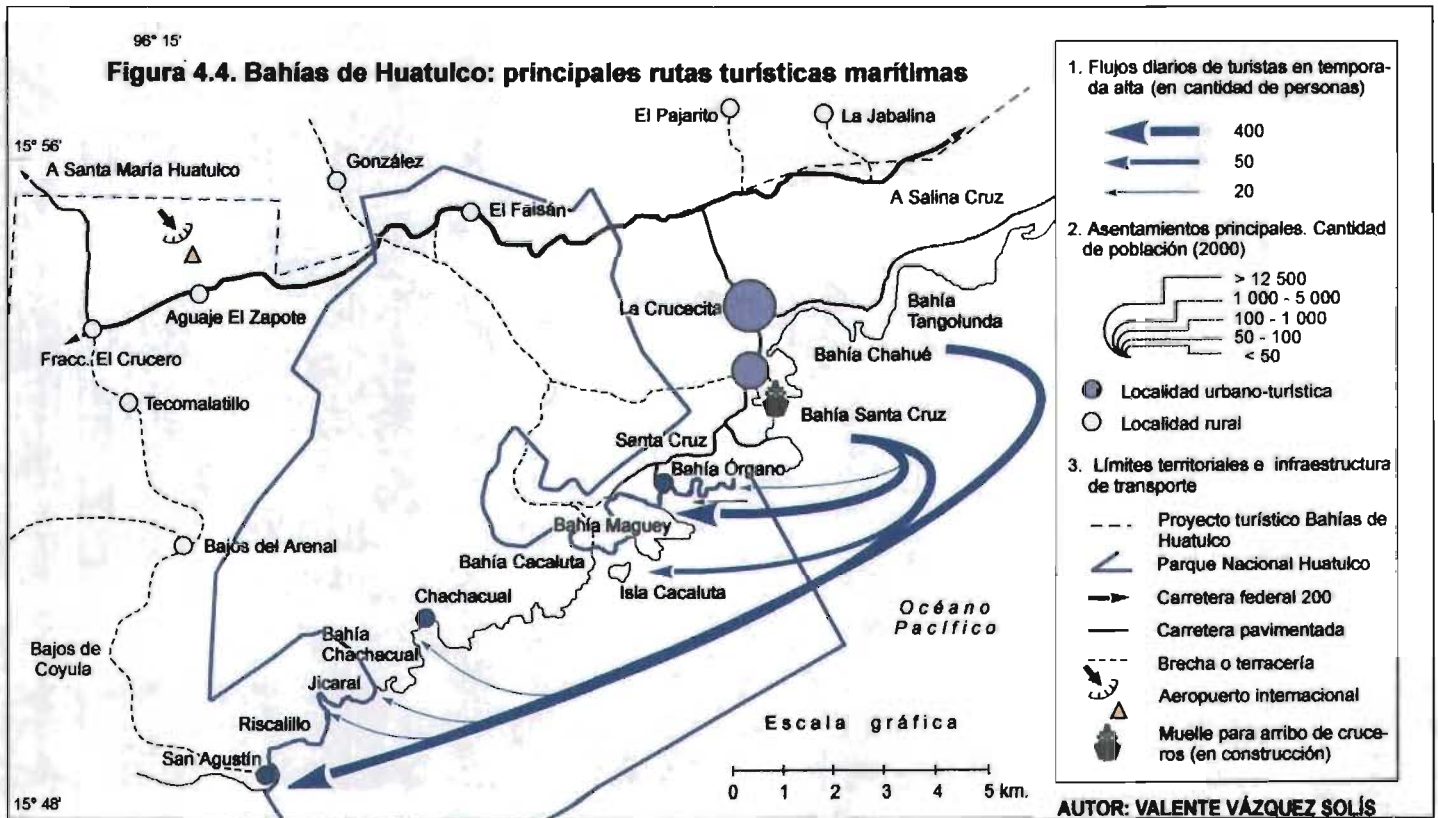 96° 15'
Figura 4.4. Bahías de Huatulco: principales rutas turísticas marítimas
15° 56'
A Santa María Huatulco
González
El Pajarito
La Jabalina
El Faisán
A Salina Cruz
Aguaje El Zapote
La Crucecita
Bahía
Tangolunda
Fracc. El Crucero
Bahía Chahué
Tecomalatillo
Bahía Santa Cruz
Santa Cruz
Bahía Órgano
Bahía Maguey
Bajos del Arenal
Bahía Cacaluta
Isla Cacaluta
Chachacual
Océano
Pacífico
Bahía
Chachacual
Bajos de
Coyula
Jicaral
Riscalillo
San Agustín
Escala gráfica
0 1 2 3 4 5 km.
15° 48'
1. Flujos diarios de turistas en tempora-
da alta (en cantidad de personas)
400
50
20
2. Asentamientos principales. Cantidad
de población (2000)
> 12 500
1 000 - 5 000
100 - 1 000
50 - 100
< 50
Localidad urbano-turística
Localidad rural
3. Límites territoriales e infraestructura
de transporte
Proyecto turístico Bahías de
Huatulco
Parque Nacional Huatulco
Carretera federal 200
Carretera pavimentada
Brecha o terracería
Aeropuerto internacional
Muelle para arribo de cruce-
ros (en construcción)
AUTOR: VALENTE VÁZQUEZ SOLÍS